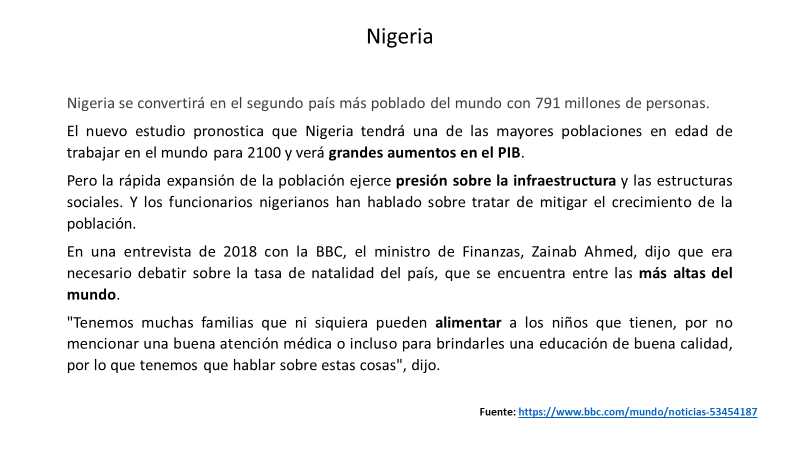 Nigeria
Nigeria se convertirá en el segundo país más poblado del mundo con 791 millones de personas.
El nuevo estudio pronostica que Nigeria tendrá una de las mayores poblaciones en edad de
trabajar en el mundo para 2100 y verá grandes aumentos en el PIB.
Pero la rápida expansión de la población ejerce presión sobre la infraestructura y las estructuras
sociales. Y los funcionarios nigerianos han hablado sobre tratar de mitigar el crecimiento de la
población.
En una entrevista de 2018 con la BBC, el ministro de Finanzas, Zainab Ahmed, dijo que era
necesario debatir sobre la tasa de natalidad del país, que se encuentra entre las más altas del
mundo.
"Tenemos muchas familias que ni siquiera pueden alimentar a los niños que tienen, por no
mencionar una buena atención médica o incluso para brindarles una educación de buena calidad,
por lo que tenemos que hablar sobre estas cosas", dijo.
Fuente: https://www.bbc.com/mundo/noticias-53454187